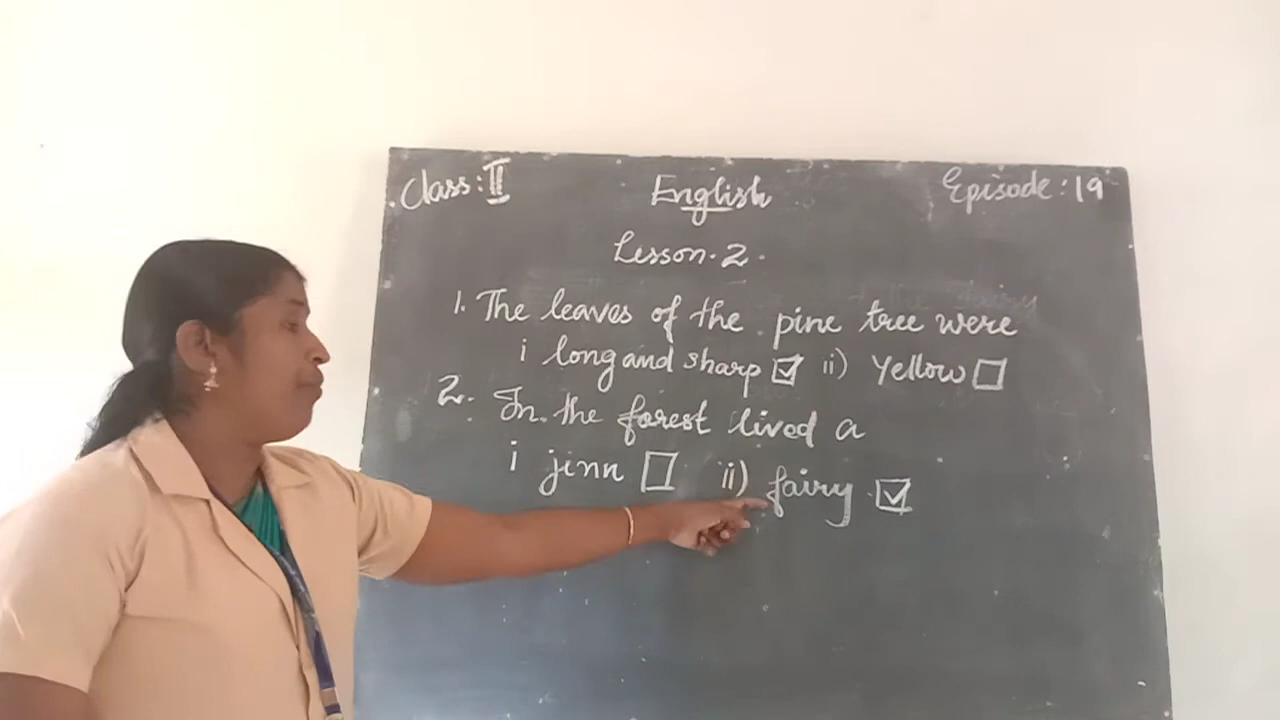 Class: II English Episode: 19
Lesson. 2.
1. The leaves of the pine tree were
i long and sharp ☑ ii) Yellow ☐
2. In. the forest lived a
i jinn ☐ ii) fairy ☑